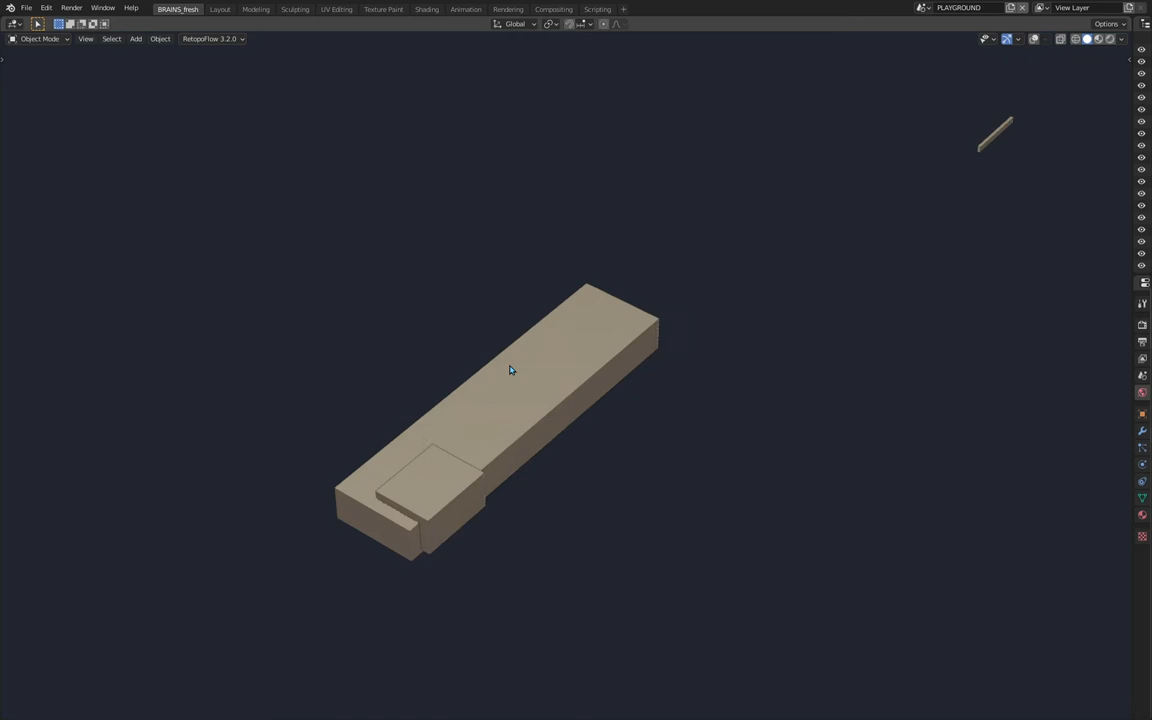 File Edit Render Window Help BRAINS_fresh Layout Modeling Sculpting UV Editing Texture Paint Shading Animation Rendering Compositing Scripting + PLAYGROUND View Layer
Global Options
Object Mode View Select Add Object RetopoFlow 3.2.0